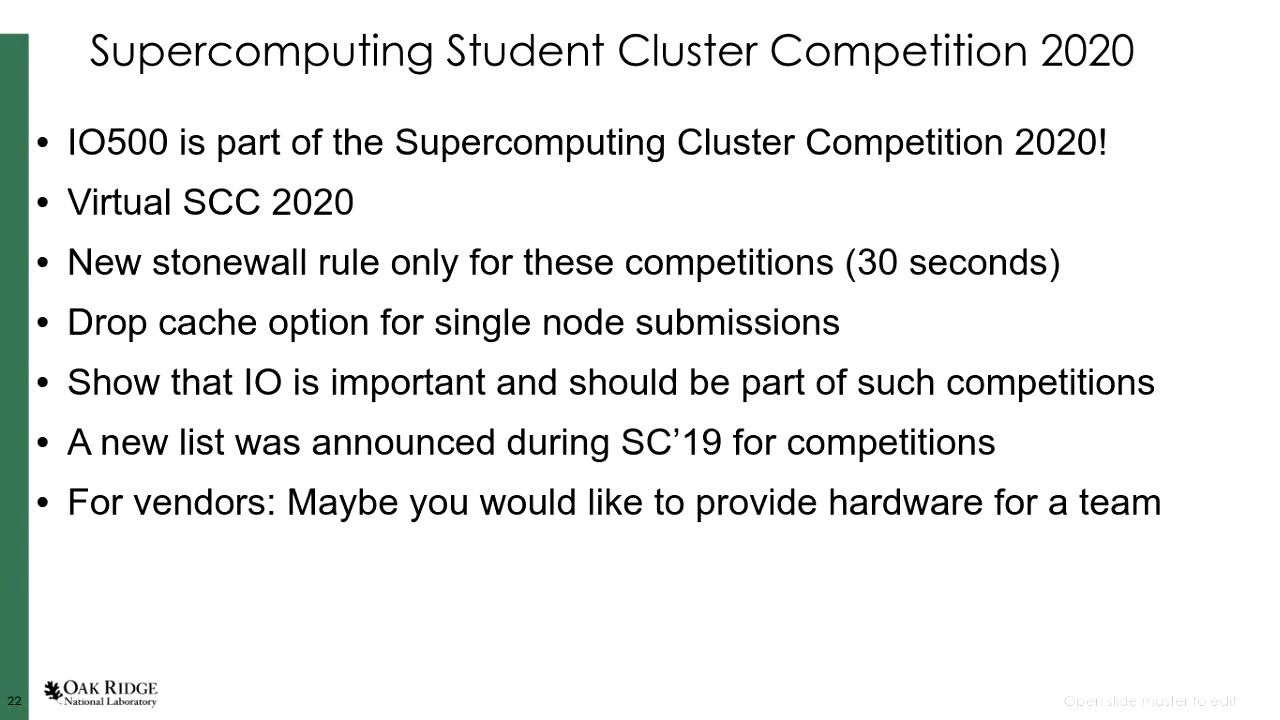 Supercomputing Student Cluster Competition 2020
• IO500 is part of the Supercomputing Cluster Competition 2020!
• Virtual SCC 2020
• New stonewall rule only for these competitions (30 seconds)
• Drop cache option for single node submissions
• Show that IO is important and should be part of such competitions
• A new list was announced during SC’19 for competitions
• For vendors: Maybe you would like to provide hardware for a team
22
OAK RIDGE
National Laboratory
Open slide master to edit